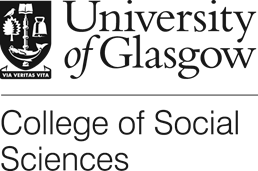 University
of Glasgow
VIA VERITAS VITA
College of Social
Sciences